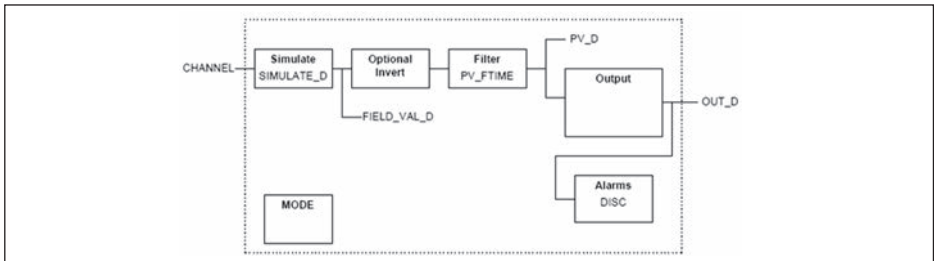 CHANNEL
Simulate
SIMULATE_D
Optional
Invert
Filter
PV_FTIME
PV_D
Output
OUT_D
FIELD_VAL_D
Alarms
DISC
MODE